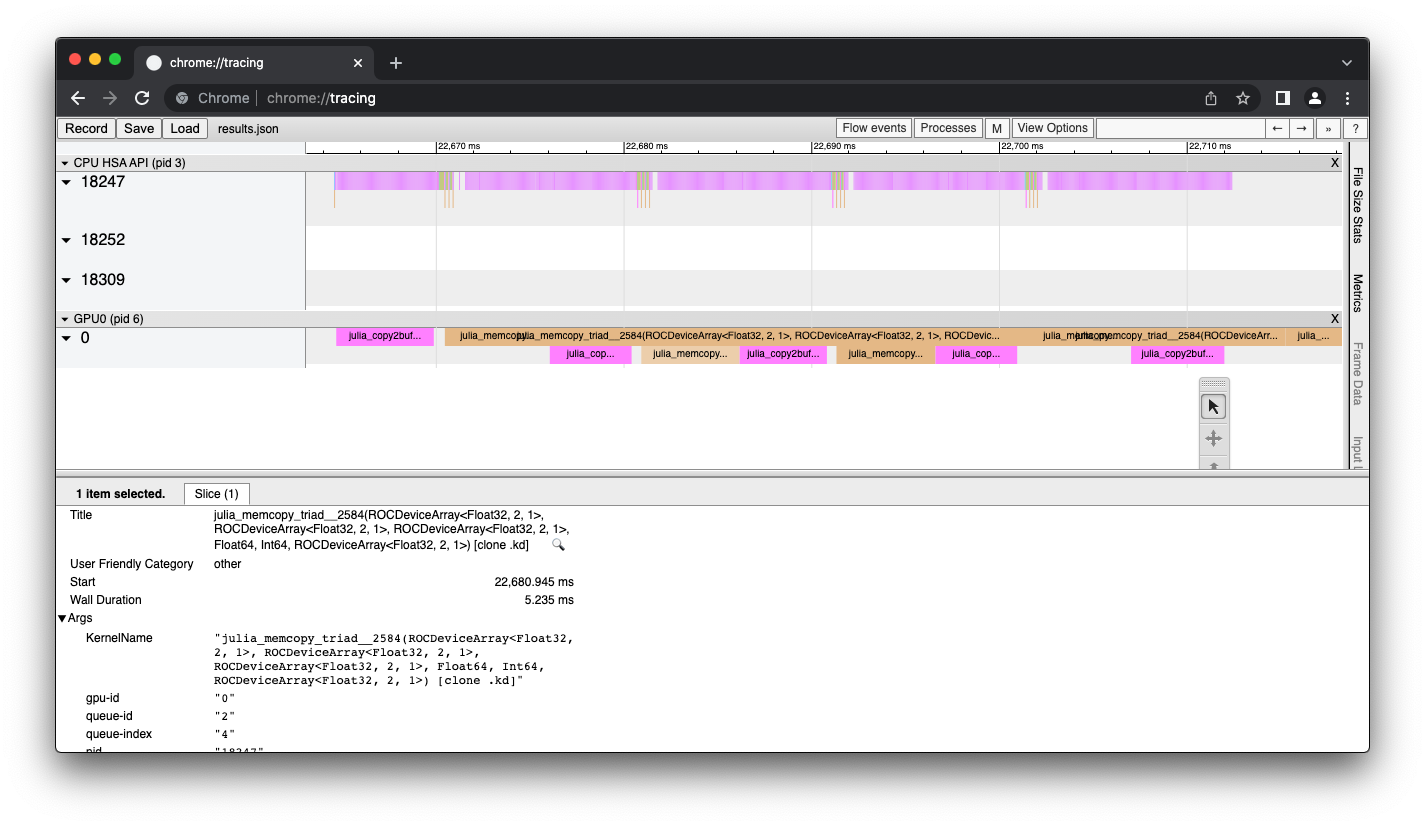 chrome://tracing
Chrome chrome://tracing
Record Save Load results.json Flow events Processes M View Options ← → » ?
22,670 ms 22,680 ms 22,690 ms 22,700 ms 22,710 ms
CPU HSA API (pid 3) X
18247
18252
18309
GPU0 (pid 6) X
0
julia_copy2buf... julia_memcopy_triad__2584(ROCDeviceArray<Float32, 2, 1>, ROCDeviceArray<Float32, 2, 1>, ROCDevic... memcopy_triad__2584(ROCDeviceArr... julia_...
julia_cop... julia_memcopy... julia_copy2buf... julia_memcopy... julia_cop... julia_copy2buf...
File Size Stats
Metrics
Frame Data
Input L
1 item selected. Slice (1)
Title julia_memcopy_triad__2584(ROCDeviceArray<Float32, 2, 1>,
ROCDeviceArray<Float32, 2, 1>, ROCDeviceArray<Float32, 2, 1>,
Float64, Int64, ROCDeviceArray<Float32, 2, 1>) [clone .kd]
User Friendly Category other
Start 22,680.945 ms
Wall Duration 5.235 ms
Args
KernelName "julia_memcopy_triad__2584(ROCDeviceArray<Float32,
2, 1>, ROCDeviceArray<Float32, 2, 1>,
ROCDeviceArray<Float32, 2, 1>, Float64, Int64,
ROCDeviceArray<Float32, 2, 1>) [clone .kd]"
gpu-id "0"
queue-id "2"
queue-index "4"
pid "18247"